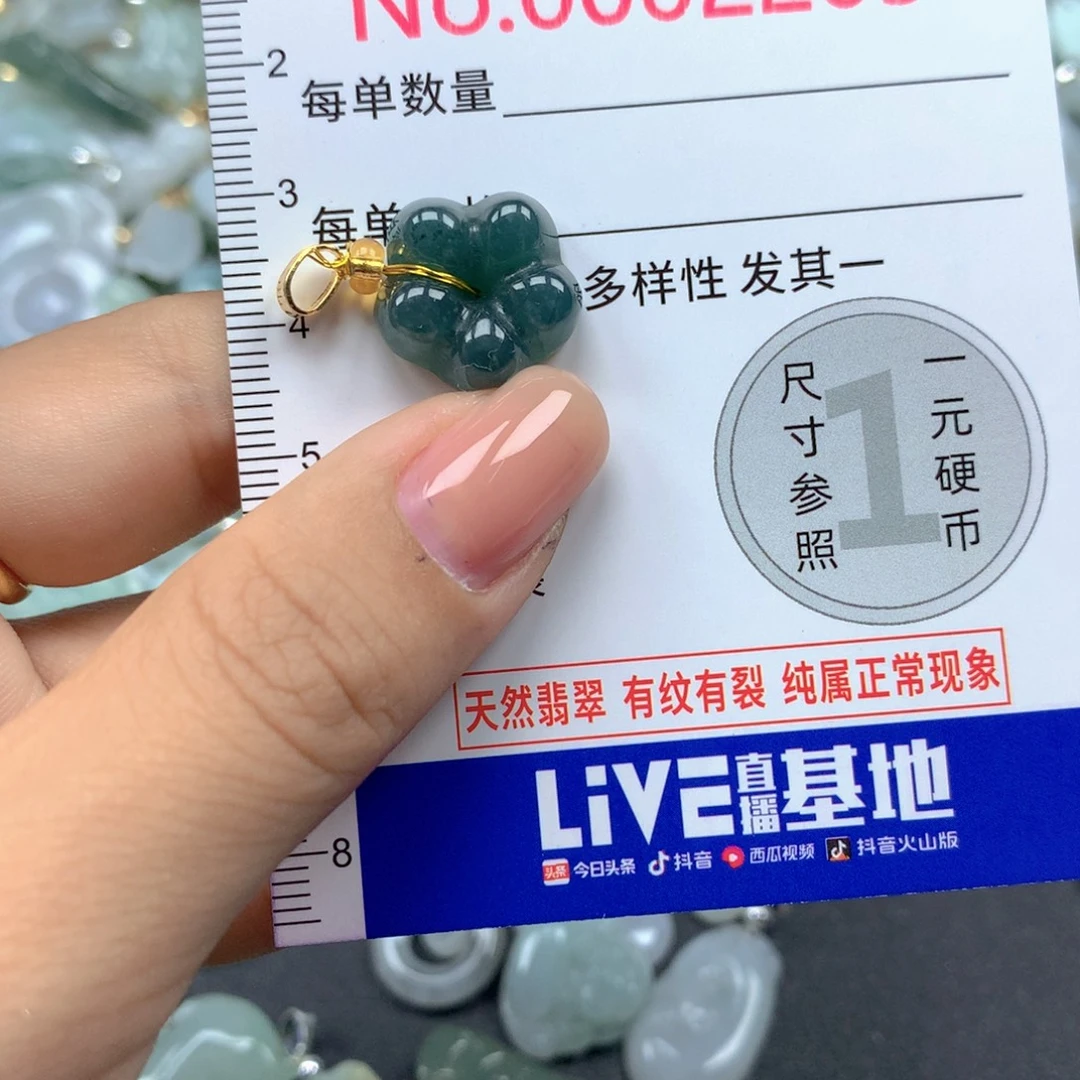 2
每单数量
3
每单
多样性 发其一
4
5
尺寸参照
1
一元硬币
天然翡翠 有纹有裂 纯属正常现象
LiVE直播基地
头条 今日头条 抖音 西瓜视频 抖音火山版
8